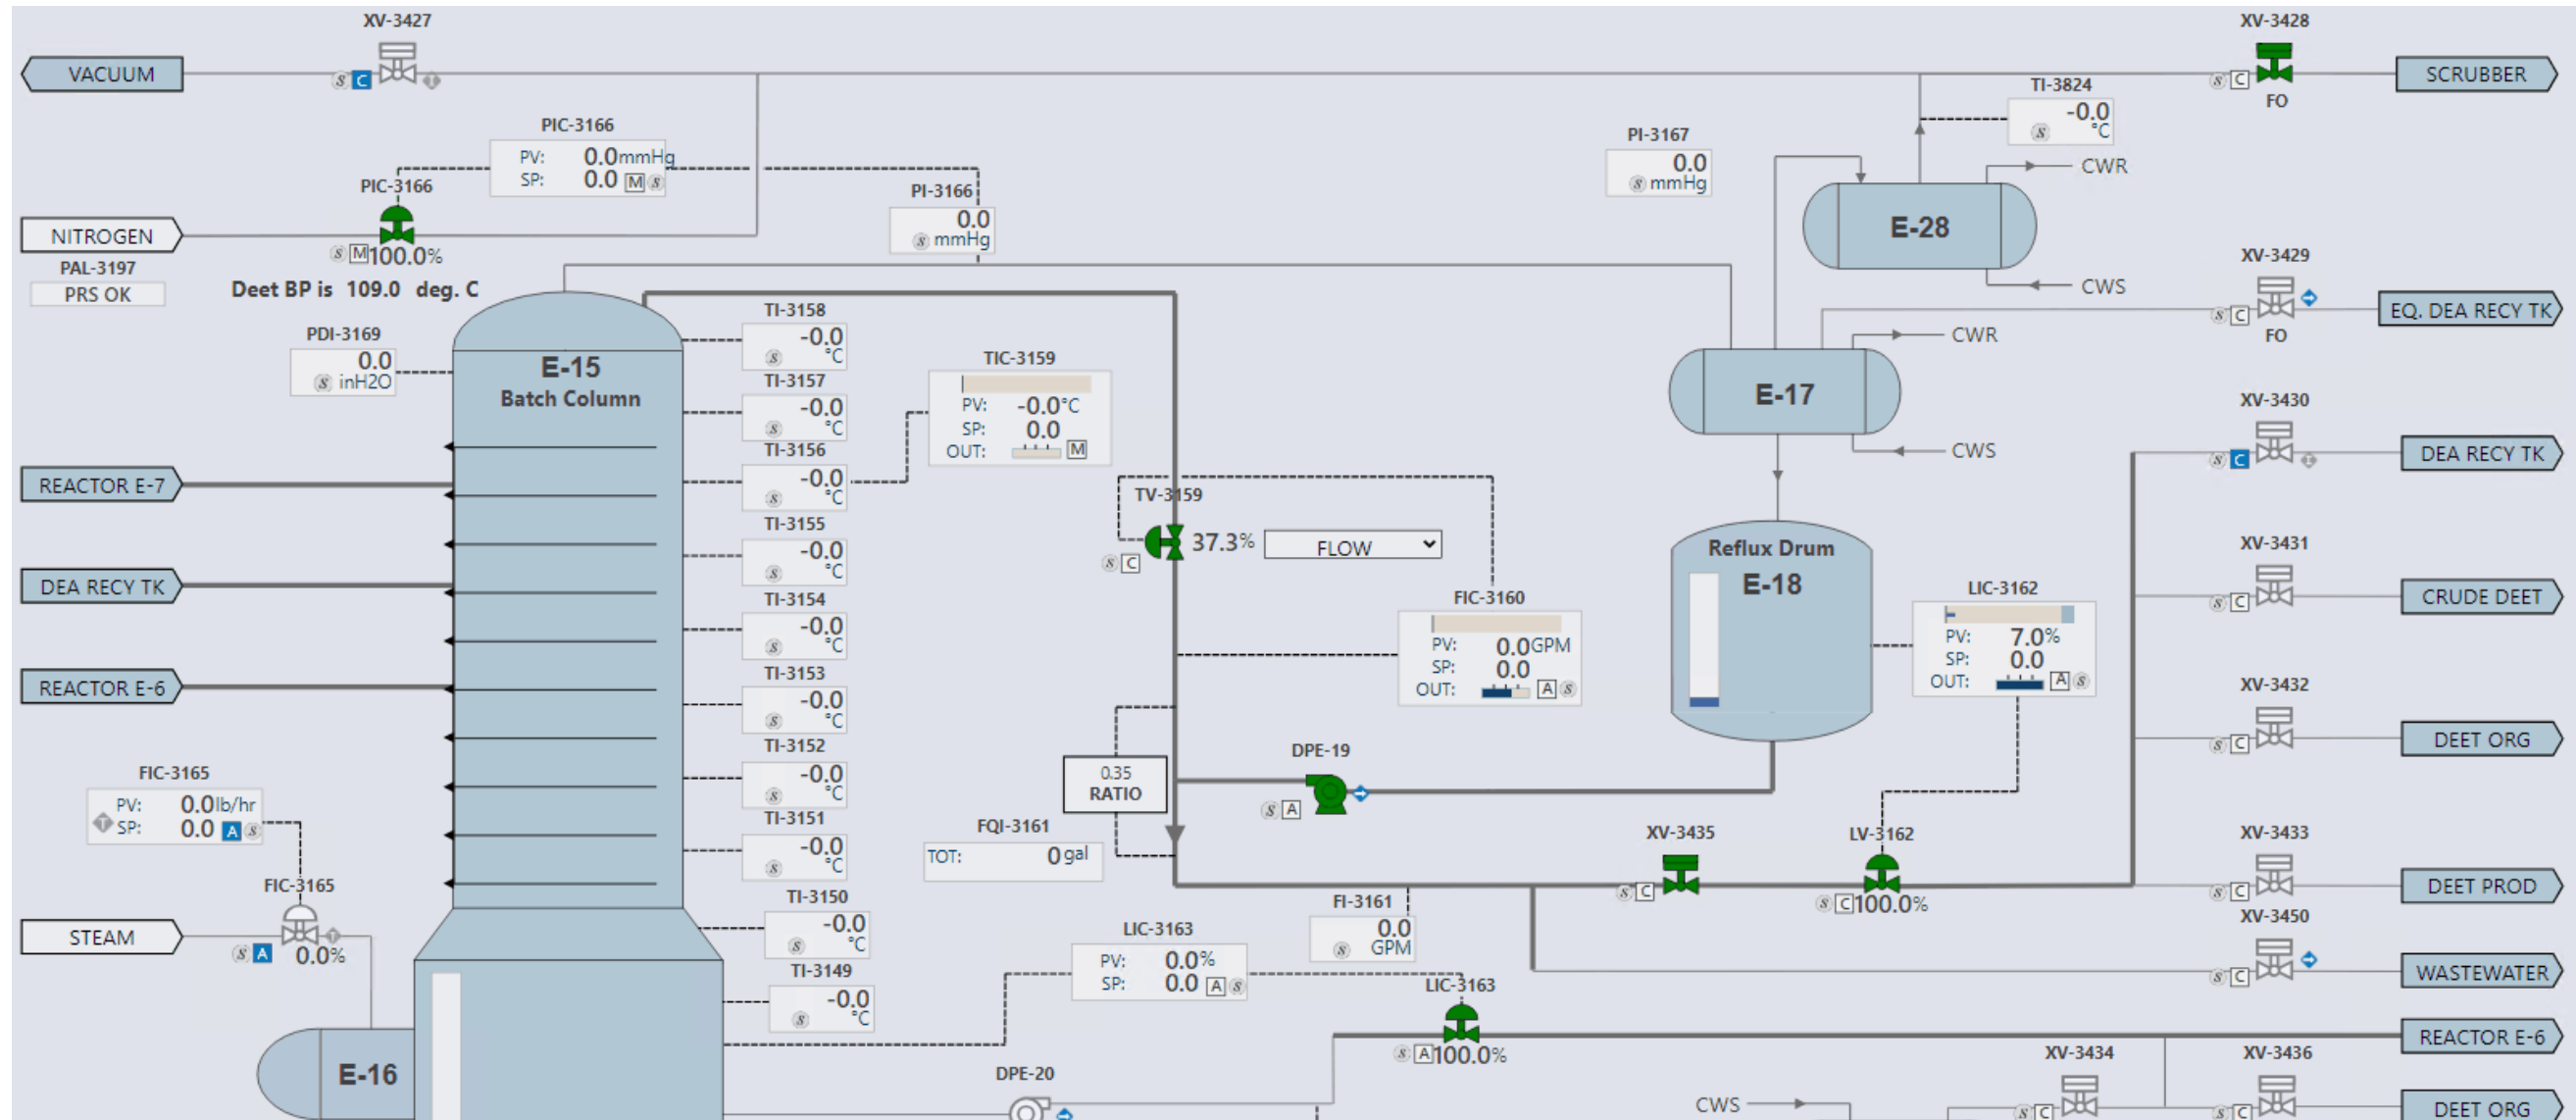 XV-3427
XV-3428
VACUUM
S C
S C
FO
SCRUBBER
TI-3824
-0.0
S °C
PIC-3166
PV: 0.0mmHg
SP: 0.0 M S
PI-3167
0.0
S mmHg
CWR
PIC-3166
PI-3166
0.0
S mmHg
E-28
NITROGEN
S M 100.0%
PAL-3197
PRS OK
Deet BP is 109.0 deg. C
CWS
XV-3429
S C
FO
EQ. DEA RECY TK
PDI-3169
0.0
S inH2O
E-15
Batch Column
TI-3158
-0.0
S °C
TI-3157
-0.0
S °C
TI-3156
-0.0
S °C
TI-3155
-0.0
S °C
TI-3154
-0.0
S °C
TI-3153
-0.0
S °C
TI-3152
-0.0
S °C
TI-3151
-0.0
S °C
TI-3150
-0.0
S °C
TI-3149
-0.0
S °C
TIC-3159
PV: -0.0°C
SP: 0.0
OUT: M
CWR
E-17
CWS
XV-3430
S C
DEA RECY TK
REACTOR E-7
DEA RECY TK
REACTOR E-6
TV-3159
37.3% FLOW
S C
Reflux Drum
E-18
XV-3431
S C
CRUDE DEET
FIC-3160
PV: 0.0GPM
SP: 0.0
OUT: A S
LIC-3162
PV: 7.0%
SP: 0.0
OUT: A S
XV-3432
S C
DEET ORG
FIC-3165
PV: 0.0lb/hr
T SP: 0.0 A S
0.35
RATIO
DPE-19
S A
FQI-3161
TOT: 0 gal
XV-3435
S C
LV-3162
S C 100.0%
XV-3433
S C
DEET PROD
FIC-3165
STEAM
S A 0.0%
FI-3161
0.0
S GPM
XV-3450
S C
WASTEWATER
LIC-3163
PV: 0.0%
SP: 0.0 A S
LIC-3163
S A 100.0%
REACTOR E-6
E-16
DPE-20
XV-3434
S C
XV-3436
S C
CWS
DEET ORG